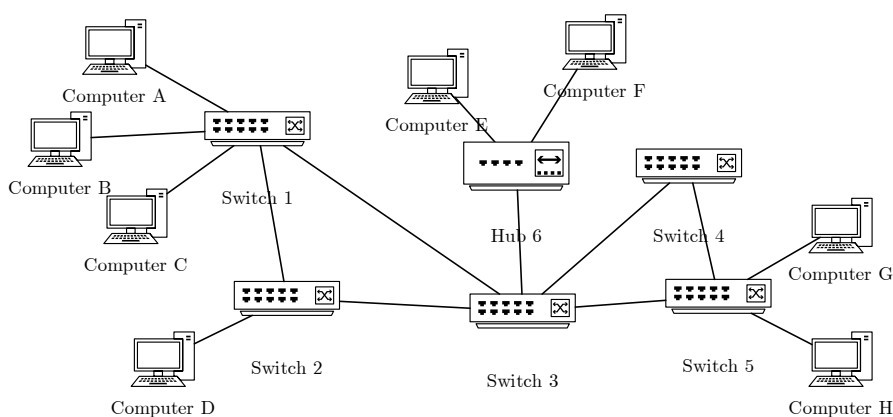 Computer A
Computer F
Computer E
Computer B
Switch 1
Hub 6
Switch 4
Computer C
Computer G
Switch 2
Switch 5
Switch 3
Computer D
Computer H